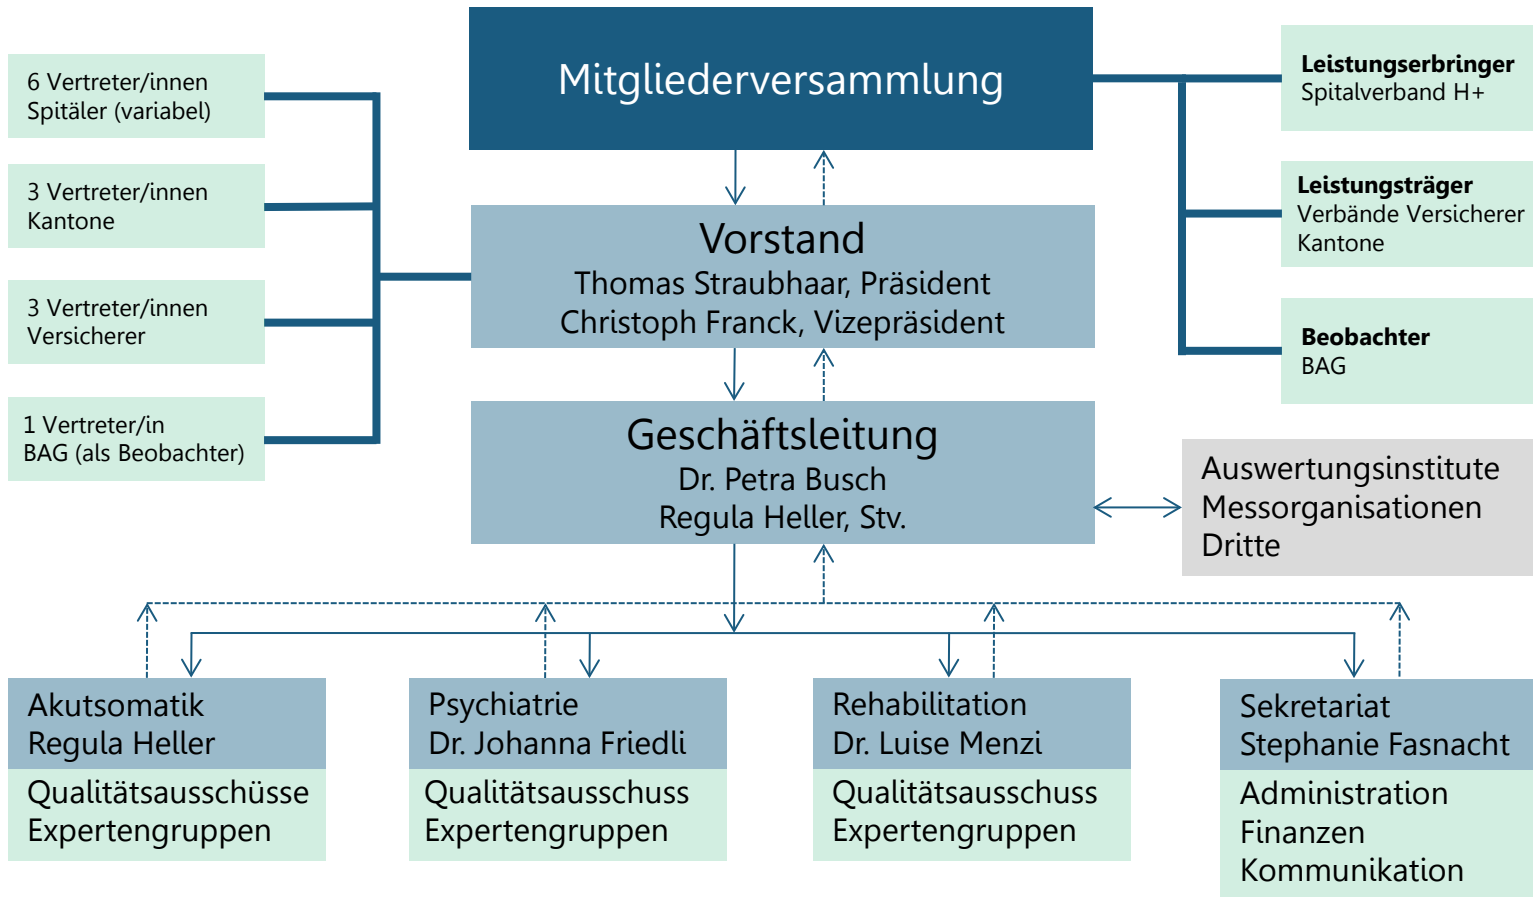 Mitgliederversammlung
6 Vertreter/innen
Spitäler (variabel)
3 Vertreter/innen
Kantone
3 Vertreter/innen
Versicherer
1 Vertreter/in
BAG (als Beobachter)
Leistungserbringer
Spitalverband H+
Leistungsträger
Verbände Versicherer
Kantone
Beobachter
BAG
Vorstand
Thomas Straubhaar, Präsident
Christoph Franck, Vizepräsident
Geschäftsleitung
Dr. Petra Busch
Regula Heller, Stv.
Auswertungsinstitute
Messorganisationen
Dritte
Akutsomatik
Regula Heller
Qualitätsausschüsse
Expertengruppen
Psychiatrie
Dr. Johanna Friedli
Qualitätsausschuss
Expertengruppen
Rehabilitation
Dr. Luise Menzi
Qualitätsausschuss
Expertengruppen
Sekretariat
Stephanie Fasnacht
Administration
Finanzen
Kommunikation